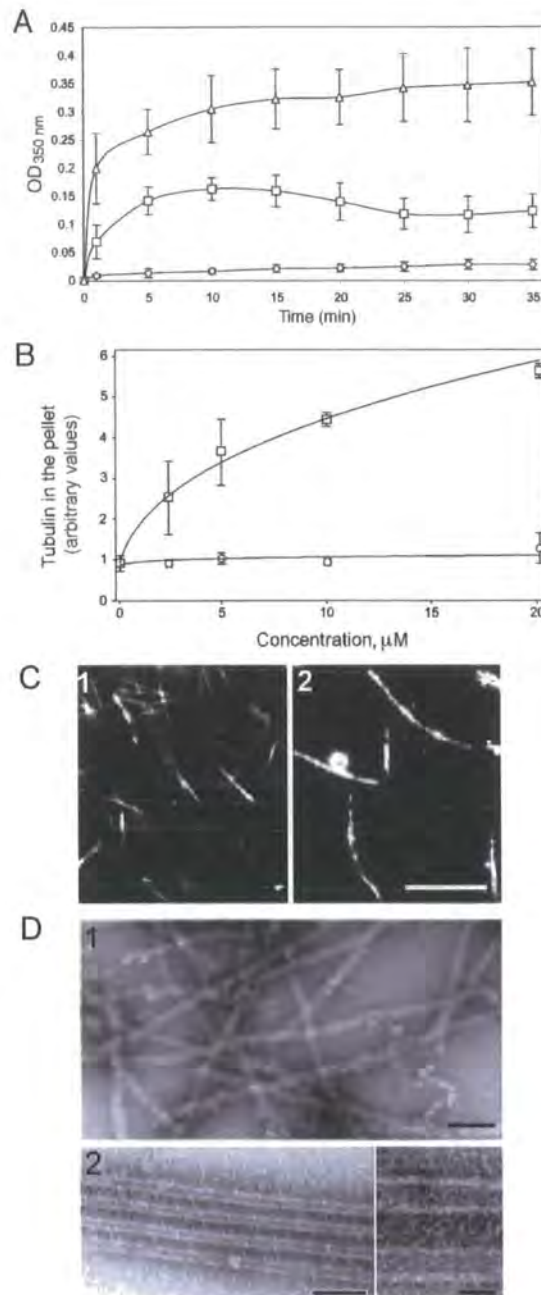 A
0.45
0.4
0.35
0.3
0.25
0.2
0.15
0.1
0.05
0
OD350 nm
0 5 10 15 20 25 30 35
Time (min)
B
6
5
4
3
2
1
0
Tubulin in the pellet
(arbitrary values)
0 5 10 15 20
Concentration, μM
C
1
2
D
1
2